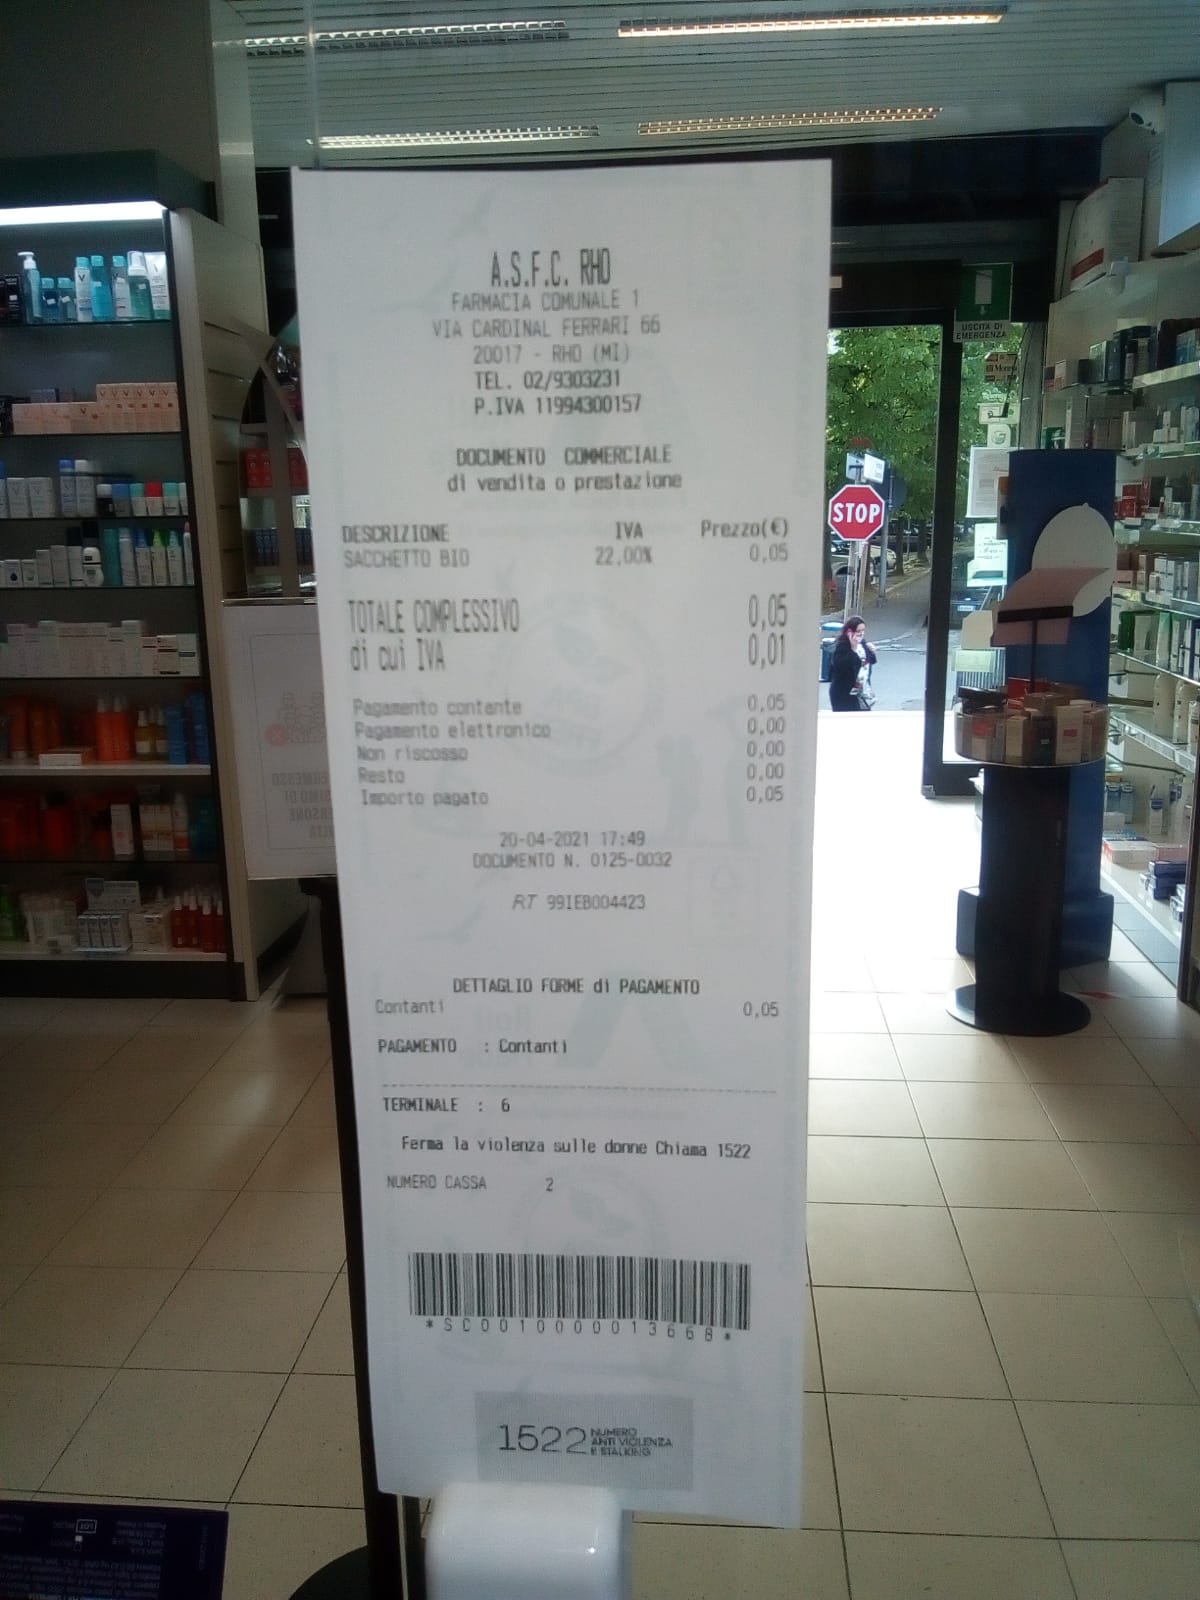 A.S.F.C. RHO
FARMACIA COMUNALE 1
VIA CARDINAL FERRARI 66
20017 - RHO (MI)
TEL. 02/9303231
P.IVA 11994300157
DOCUMENTO COMMERCIALE
di vendita o prestazione
DESCRIZIONE IVA Prezzo(€)
SACCHETTO BIO 22,00% 0,05
TOTALE COMPLESSIVO 0,05
di cui IVA 0,01
Pagamento contante 0,05
Pagamento elettronico 0,00
Non riscosso 0,00
Resto 0,00
Importo pagato 0,05
20-04-2021 17:49
DOCUMENTO N. 0125-0032
RT 99IEB004423
DETTAGLIO FORME di PAGAMENTO
Contanti 0,05
PAGAMENTO : Contanti
TERMINALE : 6
Ferma la violenza sulle donne Chiama 1522
NUMERO CASSA 2
*SC0010000013668*
1522 NUMERO
ANTI VIOLENZA
E STALKING
USCITA DI
EMERGENZA
STOP